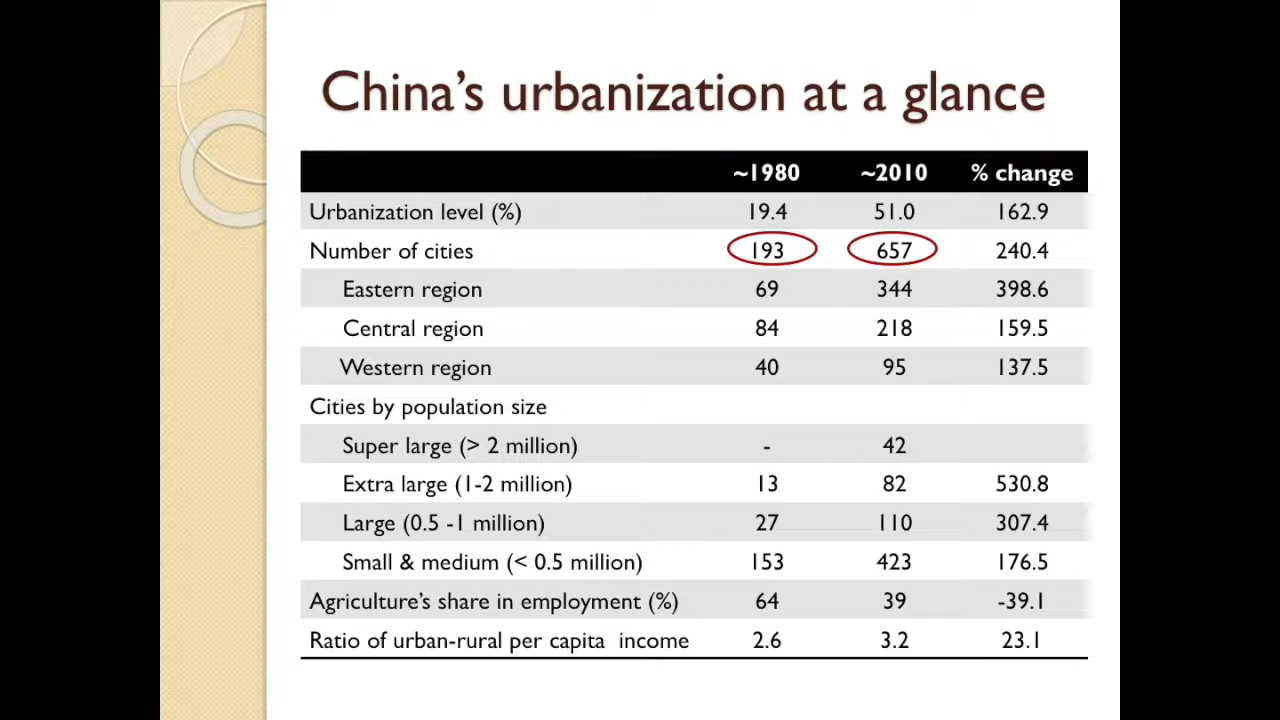 China's urbanization at a glance
~1980 ~2010 % change
Urbanization level (%) 19.4 51.0 162.9
Number of cities 193 657 240.4
Eastern region 69 344 398.6
Central region 84 218 159.5
Western region 40 95 137.5
Cities by population size
Super large (> 2 million) - 42
Extra large (1-2 million) 13 82 530.8
Large (0.5 -1 million) 27 110 307.4
Small & medium (< 0.5 million) 153 423 176.5
Agriculture's share in employment (%) 64 39 -39.1
Ratio of urban-rural per capita income 2.6 3.2 23.1